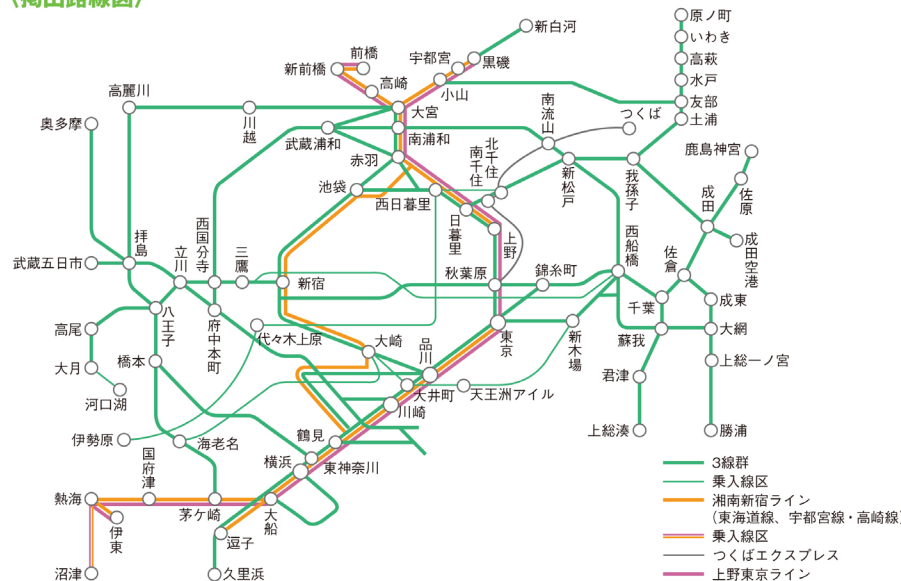 （掲出路線図）
原ノ町
いわき
高萩
水戸
友部
土浦
新白河
黒磯
宇都宮
小山
前橋
新前橋
高崎
大宮
高麗川
川越
武蔵浦和
南浦和
赤羽
奥多摩
池袋
西日暮里
日暮里
北千住
南千住
南流山
つくば
新松戸
我孫子
鹿島神宮
佐原
成田
成田空港
上野
西船橋
佐倉
拝島
武蔵五日市
立川
西国分寺
三鷹
新宿
秋葉原
錦糸町
千葉
成東
八王子
府中本町
代々木上原
大崎
品川
東京
新木場
蘇我
大網
高尾
大月
河口湖
橋本
大井町
天王洲アイル
君津
上総一ノ宮
川崎
伊勢原
海老名
鶴見
上総湊
勝浦
国府津
横浜
東神奈川
熱海
茅ケ崎
大船
伊東
逗子
沼津
久里浜
3線群
乗入線区
湘南新宿ライン
（東海道線、宇都宮線・高崎線）
乗入線区
つくばエクスプレス
上野東京ライン